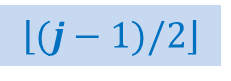 ⌊(j − 1)/2⌋